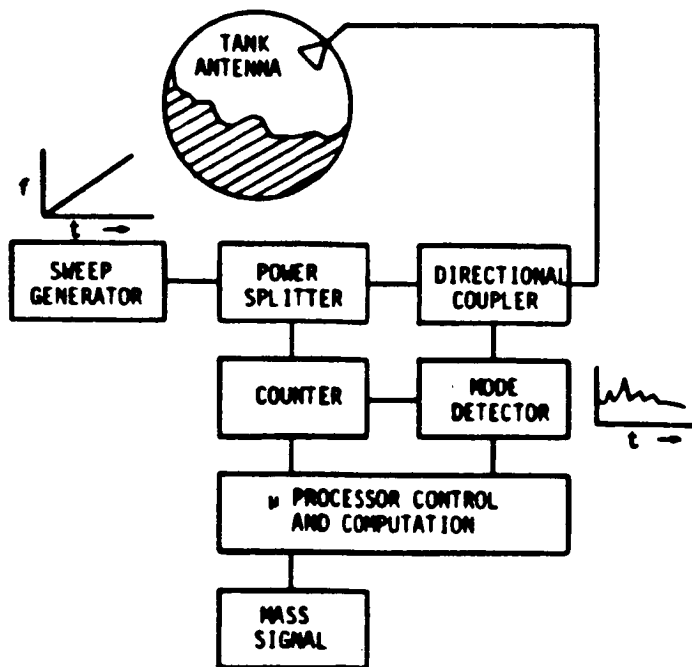 TANK
ANTENNA
f
t →
SWEEP
GENERATOR
POWER
SPLITTER
DIRECTIONAL
COUPLER
COUNTER
MODE
DETECTOR
t →
μ PROCESSOR CONTROL
AND COMPUTATION
MASS
SIGNAL